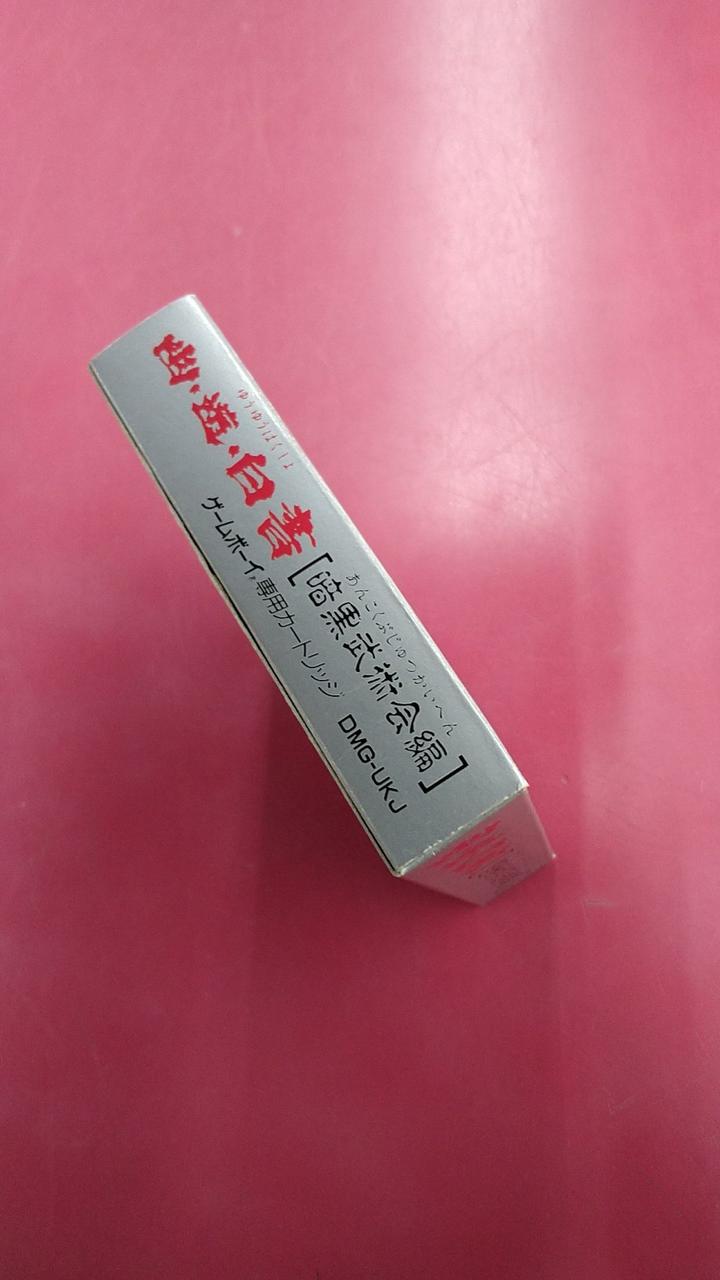 ゆうゆうはくしょ
幽☆遊☆白書
あんこくぶじゅつかいへん
[暗黒武術会編]
ゲームボーイ専用カートリッジ DMG-UKJ